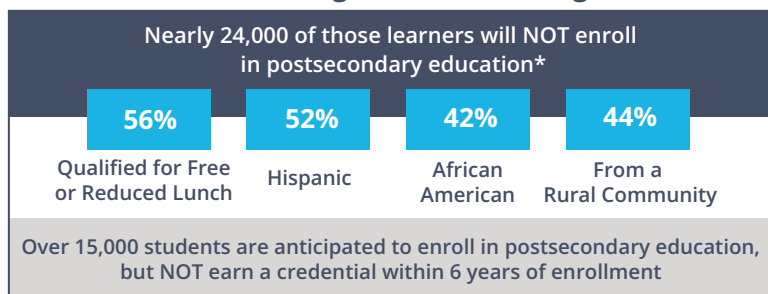 Nearly 24,000 of those learners will NOT enroll
in postsecondary education*
56%
52%
42%
44%
Qualified for Free
or Reduced Lunch
Hispanic
African
American
From a
Rural Community
Over 15,000 students are anticipated to enroll in postsecondary education,
but NOT earn a credential within 6 years of enrollment